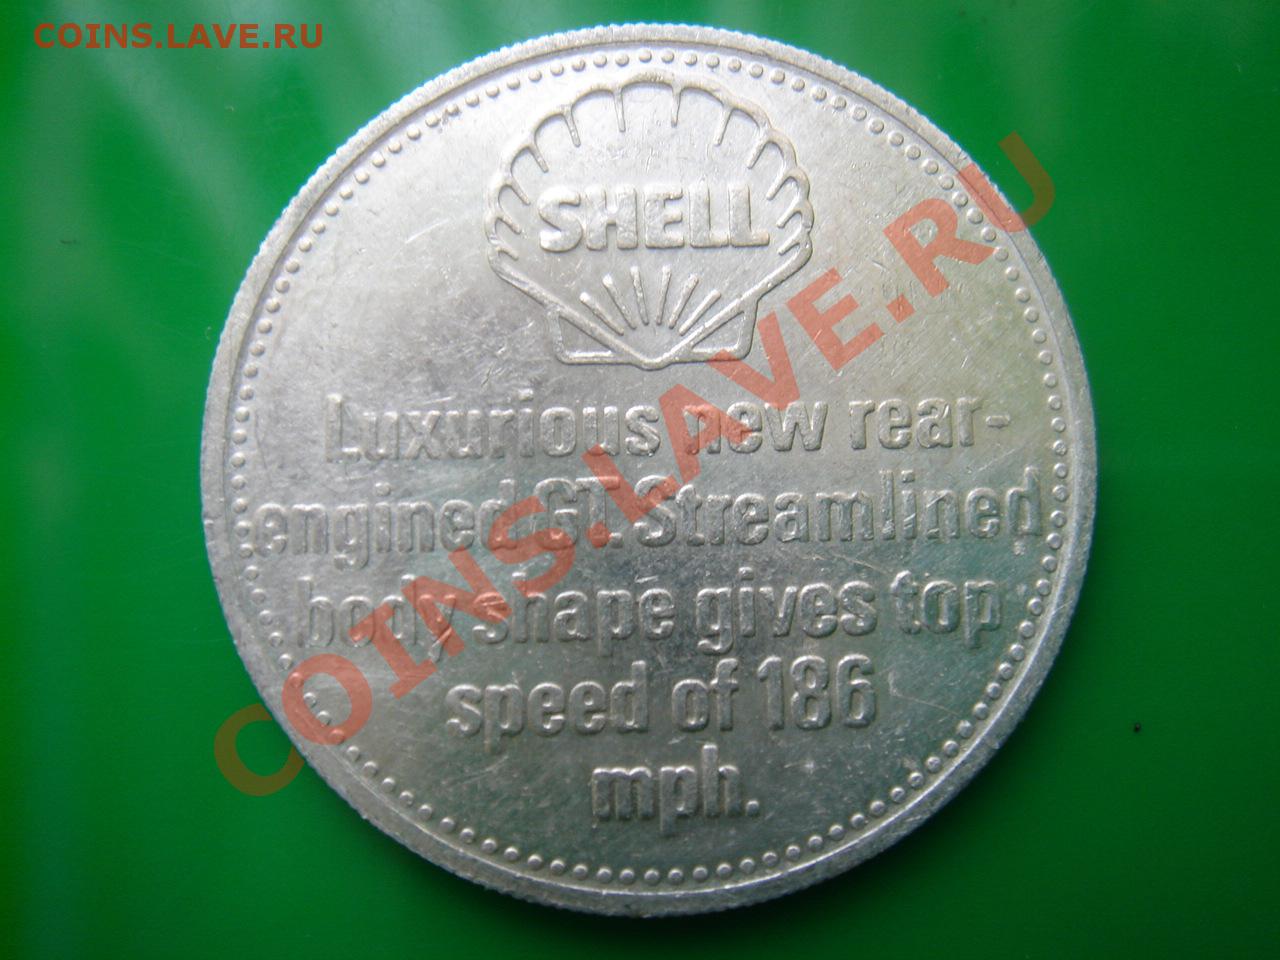 COINS.LAVE.RU
SHELL
Luxurious new rear-
engined GT. Streamlined
body shape gives top
speed of 186
mph.
COINS.LAVE.RU